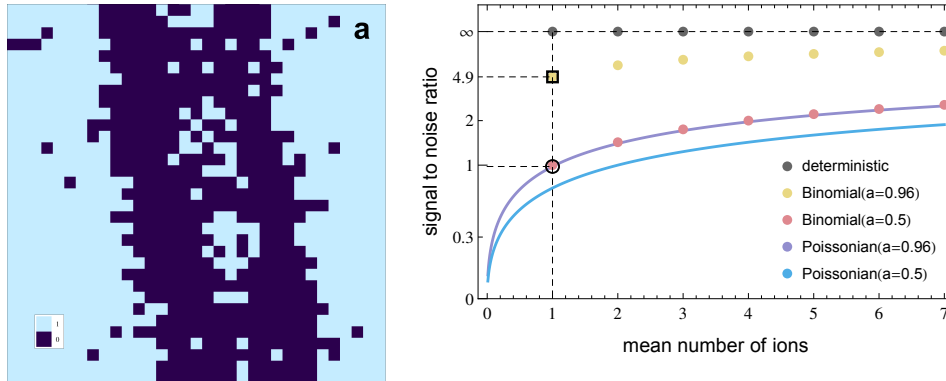 a
1
0
signal to noise ratio
∞
4.9
2
1
0.3
0
deterministic
Binomial(a=0.96)
Binomial(a=0.5)
Poissonian(a=0.96)
Poissonian(a=0.5)
0 1 2 3 4 5 6 7
mean number of ions